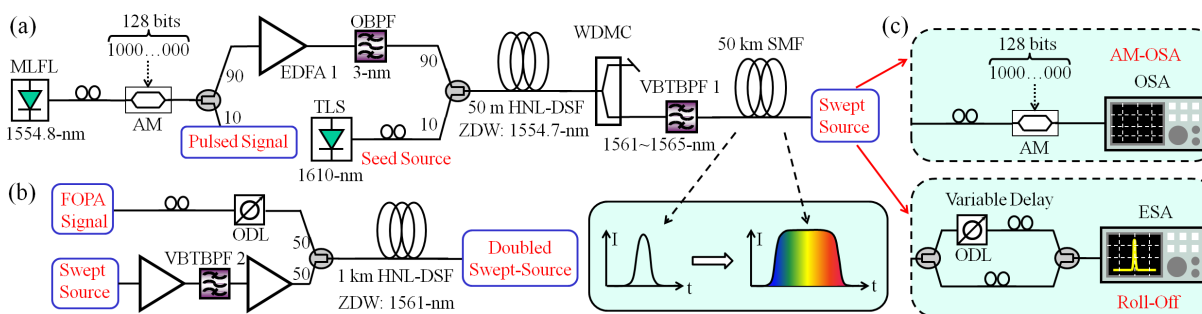 (a)
128 bits
1000…000
MLFL
1554.8-nm
AM
90
10
Pulsed Signal
EDFA 1
OBPF
3-nm
90
10
TLS
1610-nm
Seed Source
50 m HNL-DSF
ZDW: 1554.7-nm
WDMC
VBTBPF 1
1561~1565-nm
50 km SMF
Swept
Source
(b)
FOPA
Signal
ODL
50
50
Swept
Source
VBTBPF 2
1 km HNL-DSF
ZDW: 1561-nm
Doubled
Swept-Source
I
t
I
t
(c)
128 bits
1000…000
AM-OSA
OSA
AM
Variable Delay
ODL
ESA
Roll-Off